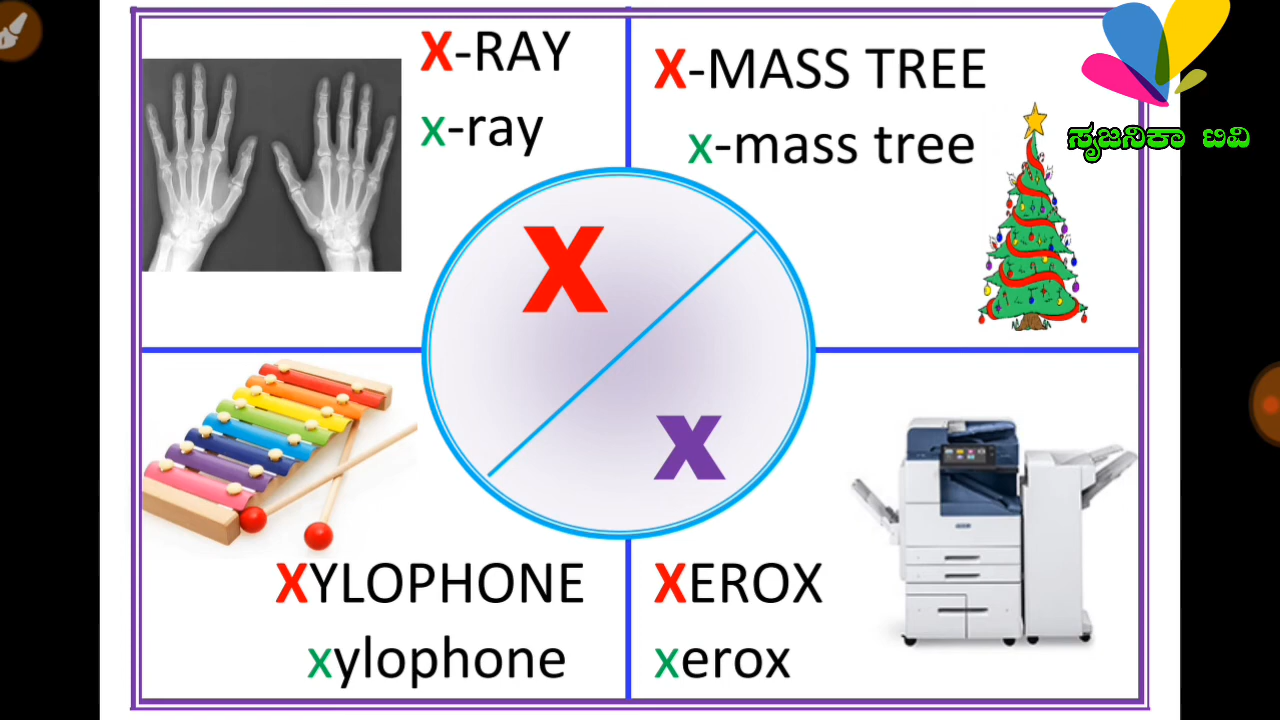 X-RAY
x-ray
X-MASS TREE
x-mass tree
ಸೃಜನಿಕಾ ಟಿವಿ
X
x
XYLOPHONE
xylophone
XEROX
xerox